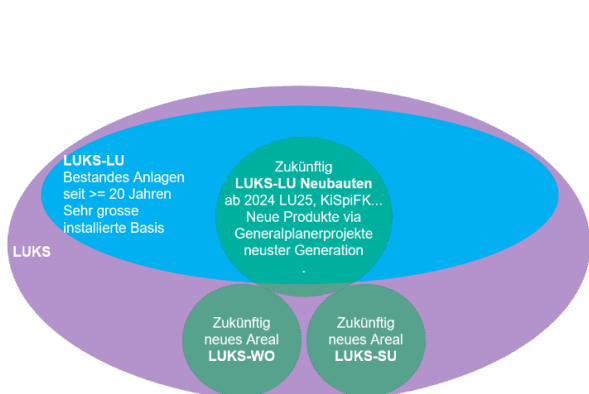 LUKS-LU
Bestandes Anlagen
seit >= 20 Jahren
Sehr grosse
installierte Basis
LUKS
Zukünftig
LUKS-LU Neubauten
ab 2024 LU25, KiSpiFK...
Neue Produkte via
Generalplanerprojekte
neuster Generation
.
Zukünftig
neues Areal
LUKS-WO
Zukünftig
neues Areal
LUKS-SU